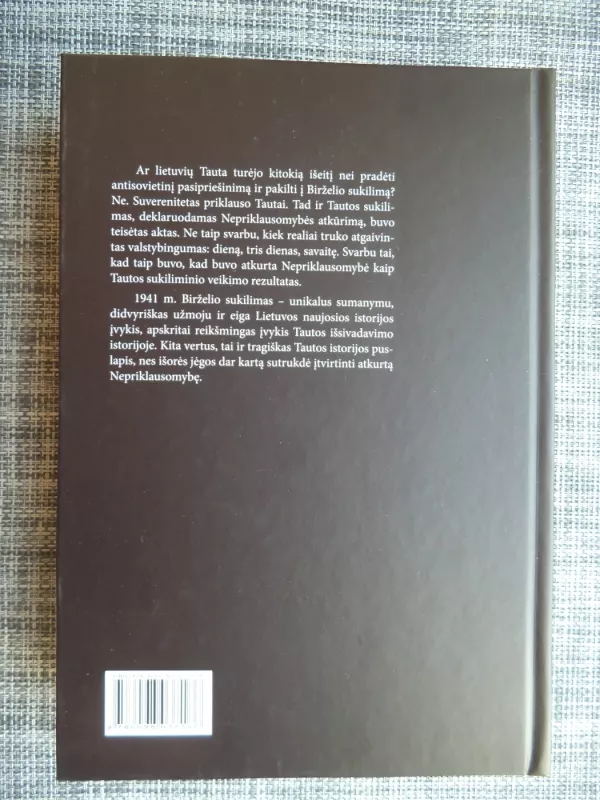 Ar lietuvių Tauta turėjo kitokią išeitį nei pradėti
antisovietinį pasipriešinimą ir pakilti į Birželio sukilimą?
Ne. Suverenitetas priklauso Tautai. Tad ir Tautos sukili-
mas, deklaruodamas Nepriklausomybės atkūrimą, buvo
teisėtas aktas. Ne taip svarbu, kiek realiai truko atgaivin-
tas valstybingumas: dieną, tris dienas, savaitę. Svarbu tai,
kad taip buvo, kad buvo atkurta Nepriklausomybė kaip
Tautos sukiliminio veikimo rezultatas.
1941 m. Birželio sukilimas – unikalus sumanymu,
didvyriškas užmoju ir eiga Lietuvos naujosios istorijos
įvykis, apskritai reikšmingas įvykis Tautos išsivadavimo
istorijoje. Kita vertus, tai ir tragiškas Tautos istorijos pus-
lapis, nes išorės jėgos dar kartą sutrukdė įtvirtinti atkurtą
Nepriklausomybę.